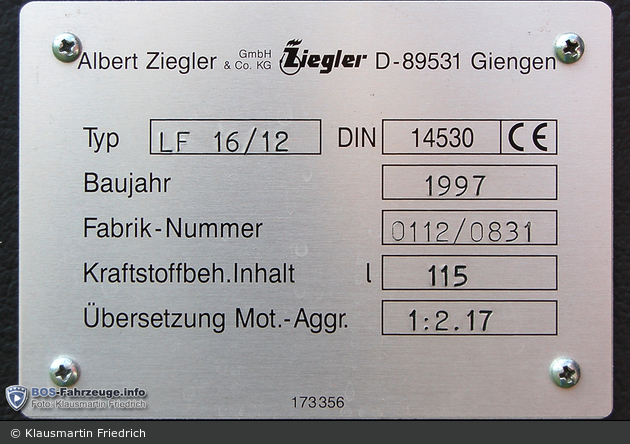 Albert Ziegler GmbH & Co. KG Ziegler D-89531 Giengen
Typ LF 16/12 DIN 14530 CE
Baujahr 1997
Fabrik-Nummer 0112/0831
Kraftstoffbeh.Inhalt l 115
Übersetzung Mot.-Aggr. 1:2.17
173356
BOS-Fahrzeuge.info
Foto: Klausmartin Friedrich
© Klausmartin Friedrich